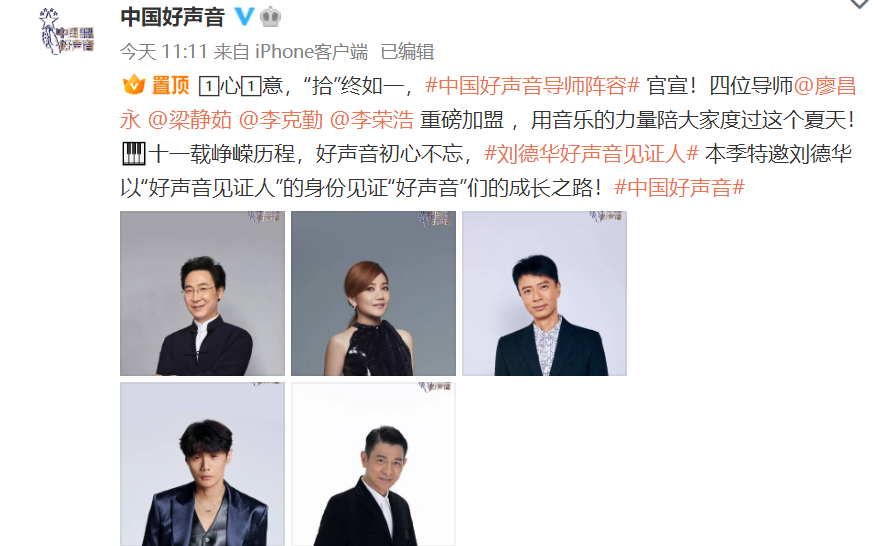 中国好声音
今天 11:11 来自 iPhone客户端 已编辑
置顶 1心1意，“拾”终如一，#中国好声音导师阵容# 官宣！四位导师@廖昌
永 @梁静茹 @李克勤 @李荣浩 重磅加盟 ，用音乐的力量陪大家度过这个夏天！
十一载峥嵘历程，好声音初心不忘，#刘德华好声音见证人# 本季特邀刘德华
以“好声音见证人”的身份见证“好声音”们的成长之路！#中国好声音#